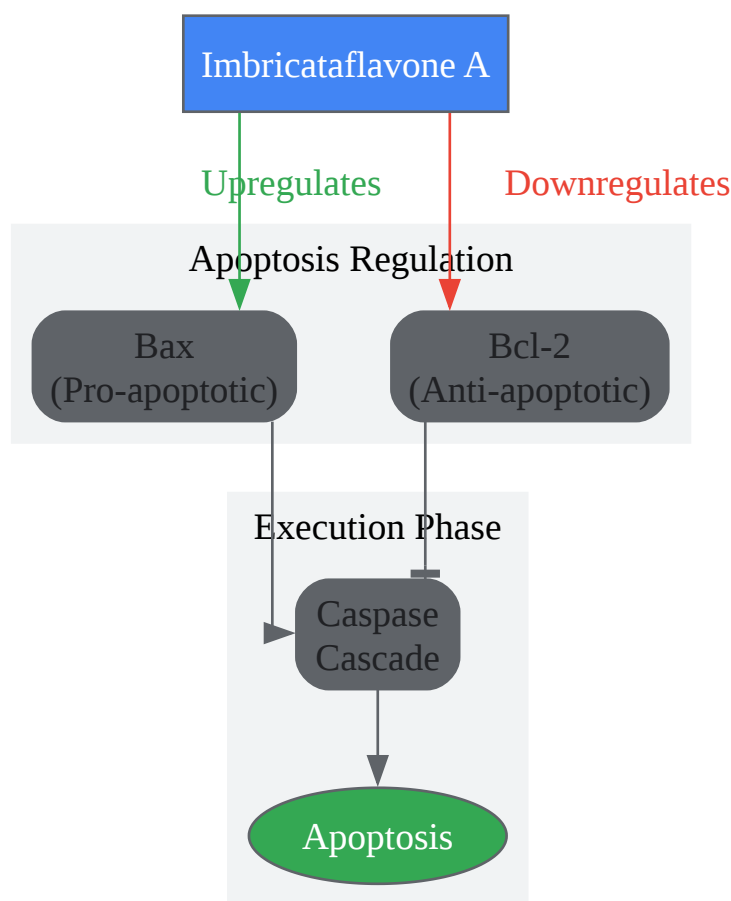 Imbricataflavone A
Upregulates
Downregulates
Apoptosis Regulation
Bax
(Pro-apoptotic)
Bcl-2
(Anti-apoptotic)
Execution Phase
Caspase
Cascade
Apoptosis